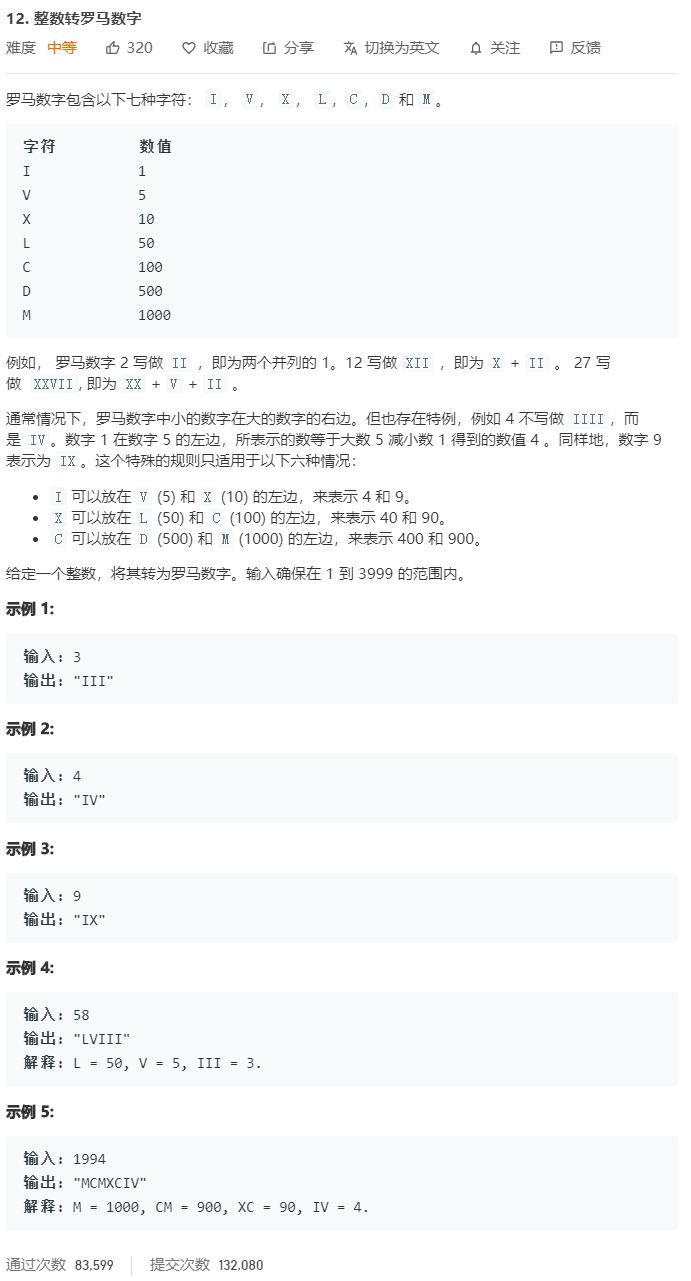 12. 整数转罗马数字
难度 中等 320 收藏 分享 切换为英文 关注 反馈
罗马数字包含以下七种字符： I， V， X， L，C，D 和 M。
字符 数值
I 1
V 5
X 10
L 50
C 100
D 500
M 1000
例如， 罗马数字 2 写做 II ，即为两个并列的 1。12 写做 XII ，即为 X + II 。 27 写
做 XXVII, 即为 XX + V + II 。
通常情况下，罗马数字中小的数字在大的数字的右边。但也存在特例，例如 4 不写做 IIII，而
是 IV。数字 1 在数字 5 的左边，所表示的数等于大数 5 减小数 1 得到的数值 4 。同样地，数字 9
表示为 IX。这个特殊的规则只适用于以下六种情况：
• I 可以放在 V (5) 和 X (10) 的左边，来表示 4 和 9。
• X 可以放在 L (50) 和 C (100) 的左边，来表示 40 和 90。
• C 可以放在 D (500) 和 M (1000) 的左边，来表示 400 和 900。
给定一个整数，将其转为罗马数字。输入确保在 1 到 3999 的范围内。
示例 1:
输入: 3
输出: "III"
示例 2:
输入: 4
输出: "IV"
示例 3:
输入: 9
输出: "IX"
示例 4:
输入: 58
输出: "LVIII"
解释: L = 50, V = 5, III = 3.
示例 5:
输入: 1994
输出: "MCMXCIV"
解释: M = 1000, CM = 900, XC = 90, IV = 4.
通过次数 83,599 提交次数 132,080